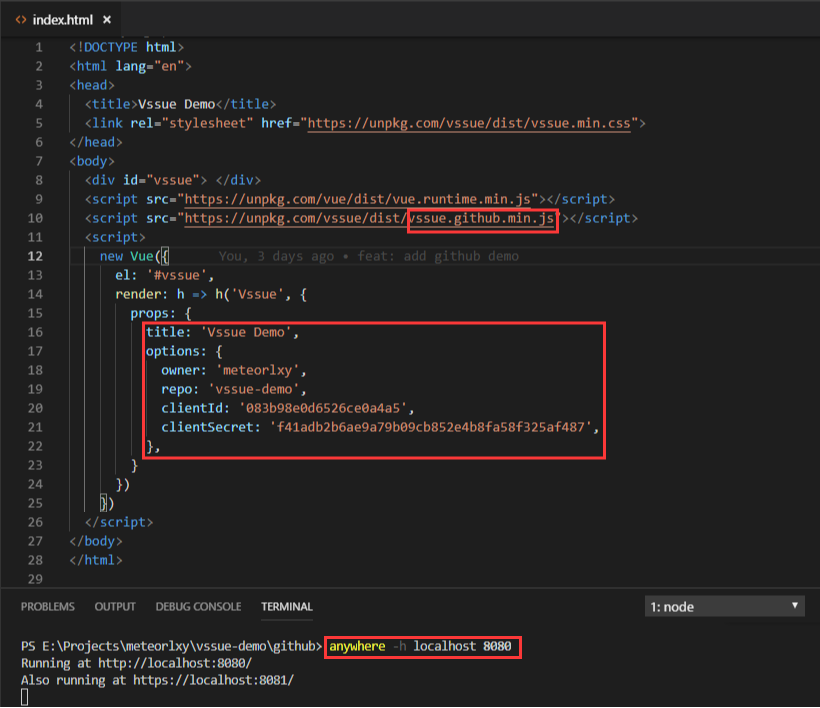 <> index.html ×
1 <!DOCTYPE html>
2 <html lang="en">
3 <head>
4 <title>Vssue Demo</title>
5 <link rel="stylesheet" href="https://unpkg.com/vssue/dist/vssue.min.css">
6 </head>
7 <body>
8 <div id="vssue"> </div>
9 <script src="https://unpkg.com/vue/dist/vue.runtime.min.js"></script>
10 <script src="https://unpkg.com/vssue/dist/vssue.github.min.js"></script>
11 <script>
12 new Vue({ You, 3 days ago • feat: add github demo
13 el: '#vssue',
14 render: h => h('Vssue', {
15 props: {
16 title: 'Vssue Demo',
17 options: {
18 owner: 'meteorlxy',
19 repo: 'vssue-demo',
20 clientId: '083b98e0d6526ce0a4a5',
21 clientSecret: 'f41adb2b6ae9a79b09cb852e4b8fa58f325af487',
22 },
23 }
24 })
25 })
26 </script>
27 </body>
28 </html>
29
PROBLEMS OUTPUT DEBUG CONSOLE TERMINAL 1: node
PS E:\Projects\meteorlxy\vssue-demo\github> anywhere -h localhost 8080
Running at http://localhost:8080/
Also running at https://localhost:8081/